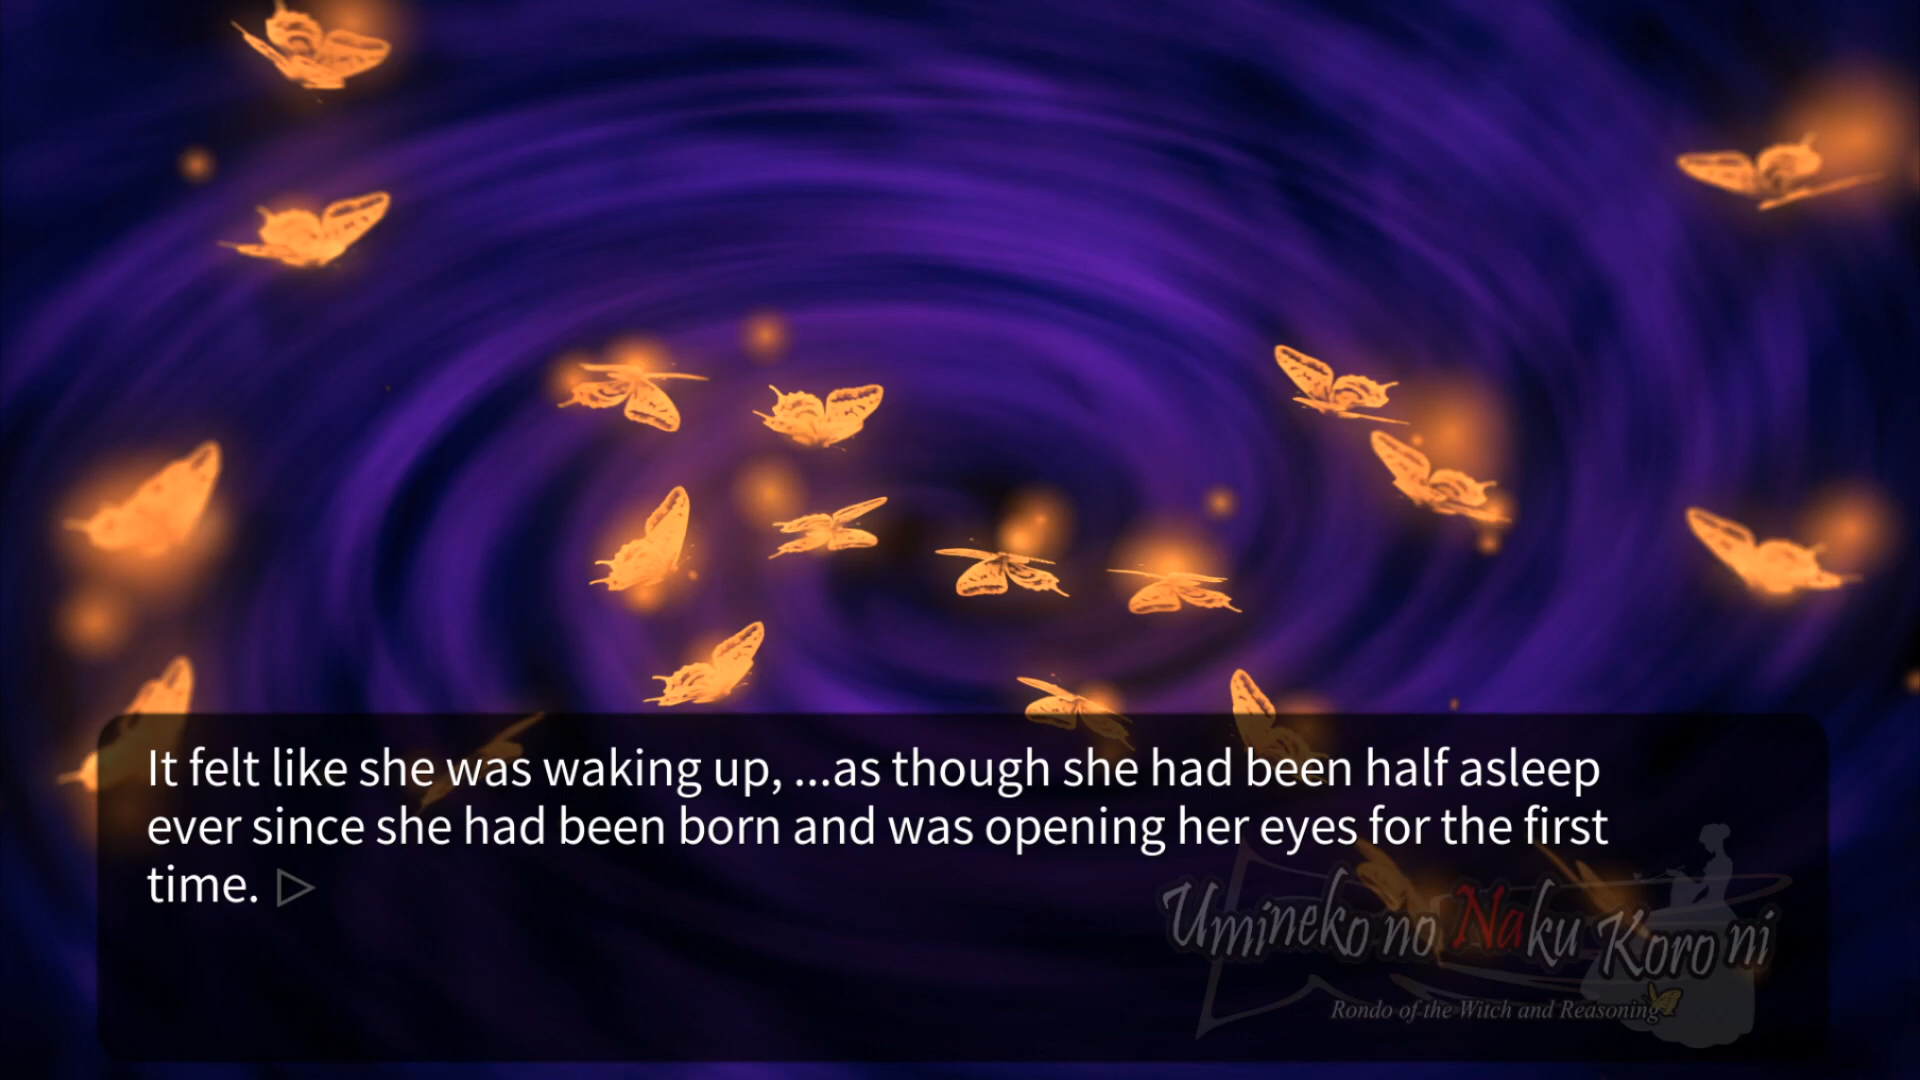 It felt like she was waking up, ...as though she had been half asleep
ever since she had been born and was opening her eyes for the first
time.
Umineko no Naku Koro ni
Rondo of the Witch and Reasoning